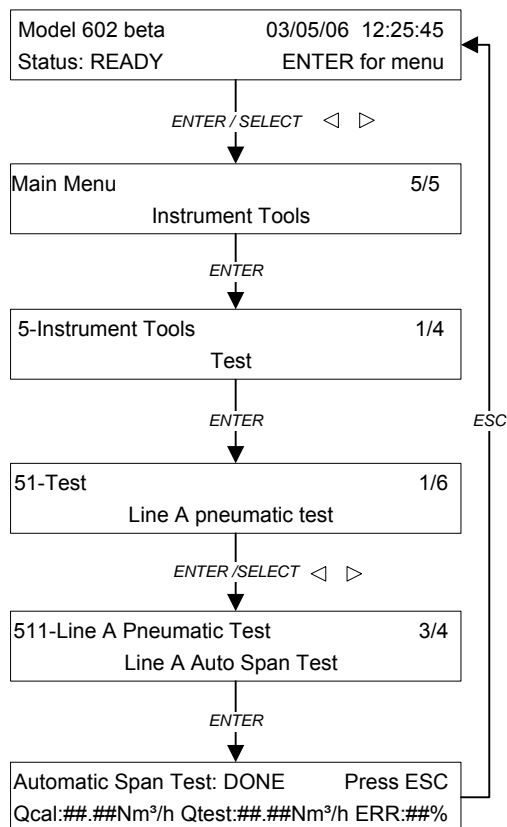 Model 602 beta 03/05/06 12:25:45
Status: READY ENTER for menu
ENTER / SELECT ◁ ▷
Main Menu 5/5
Instrument Tools
ENTER
5-Instrument Tools 1/4
Test
ENTER
ESC
51-Test 1/6
Line A pneumatic test
ENTER /SELECT ◁ ▷
511-Line A Pneumatic Test 3/4
Line A Auto Span Test
ENTER
Automatic Span Test: DONE Press ESC
Qcal:##.##Nm³/h Qtest:##.##Nm³/h ERR:##%